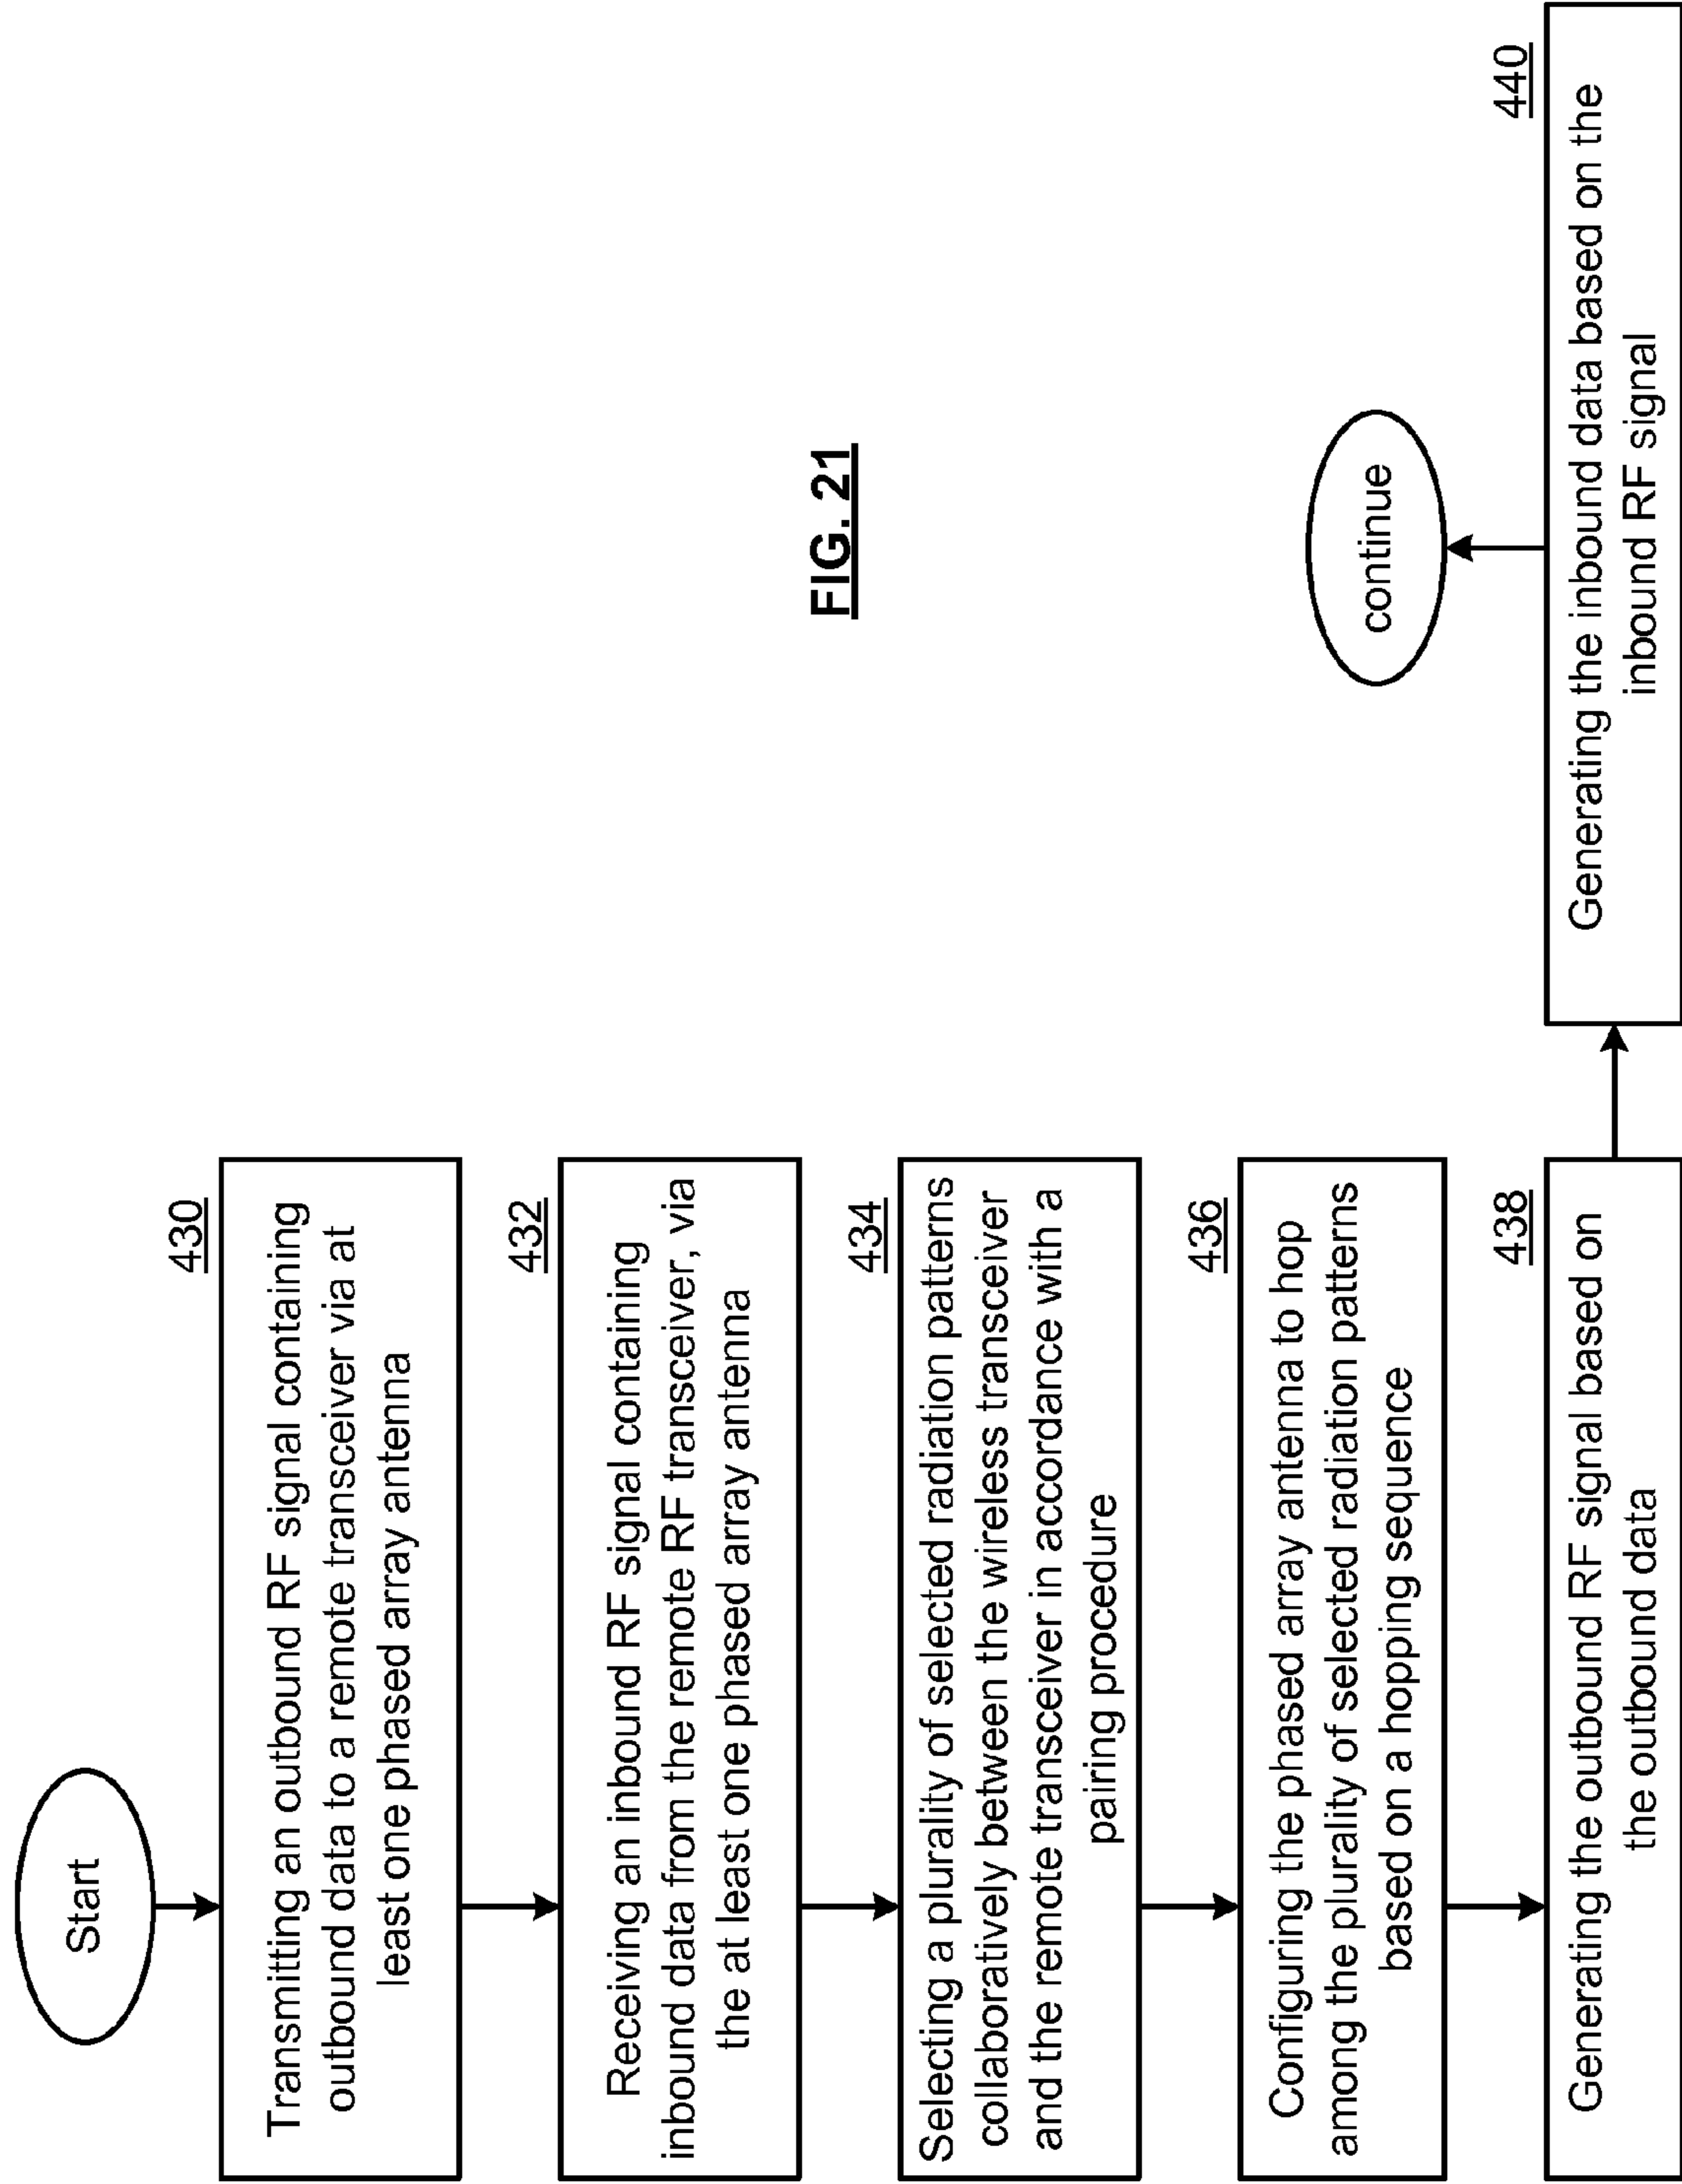 Start
430
Transmitting an outbound RF signal containing
outbound data to a remote transceiver via at
least one phased array antenna
432
Receiving an inbound RF signal containing
inbound data from the remote RF transceiver, via
the at least one phased array antenna
434
Selecting a plurality of selected radiation patterns
collaboratively between the wireless transceiver
and the remote transceiver in accordance with a
pairing procedure
436
Configuring the phased array antenna to hop
among the plurality of selected radiation patterns
based on a hopping sequence
438
Generating the outbound RF signal based on
the outbound data
440
Generating the inbound data based on the
inbound RF signal
continue
FIG. 21